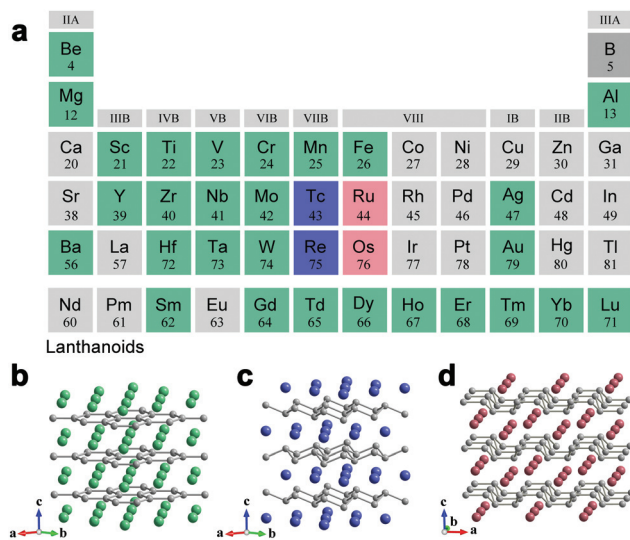 a
IIA IIIA
Be B
4 5
Mg Al
12 13
IIIB IVB VB VIB VIIB VIII IB IIB
Ca Sc Ti V Cr Mn Fe Co Ni Cu Zn Ga
20 21 22 23 24 25 26 27 28 29 30 31
Sr Y Zr Nb Mo Tc Ru Rh Pd Ag Cd In
38 39 40 41 42 43 44 45 46 47 48 49
Ba La Hf Ta W Re Os Ir Pt Au Hg Tl
56 57 72 73 74 75 76 77 78 79 80 81
Nd Pm Sm Eu Gd Td Dy Ho Er Tm Yb Lu
60 61 62 63 64 65 66 67 68 69 70 71
Lanthanoids
b c d
c c c
a b a b b a